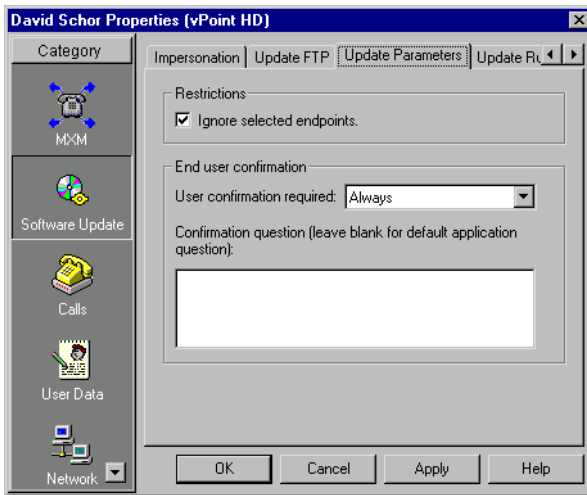 David Schor Properties (vPoint HD)
Category
MXM
Software Update
Calls
User Data
Network
Impersonation
Update FTP
Update Parameters
Update Ru
Restrictions
Ignore selected endpoints.
End user confirmation
User confirmation required:
Always
Confirmation question (leave blank for default application
question):
OK
Cancel
Apply
Help